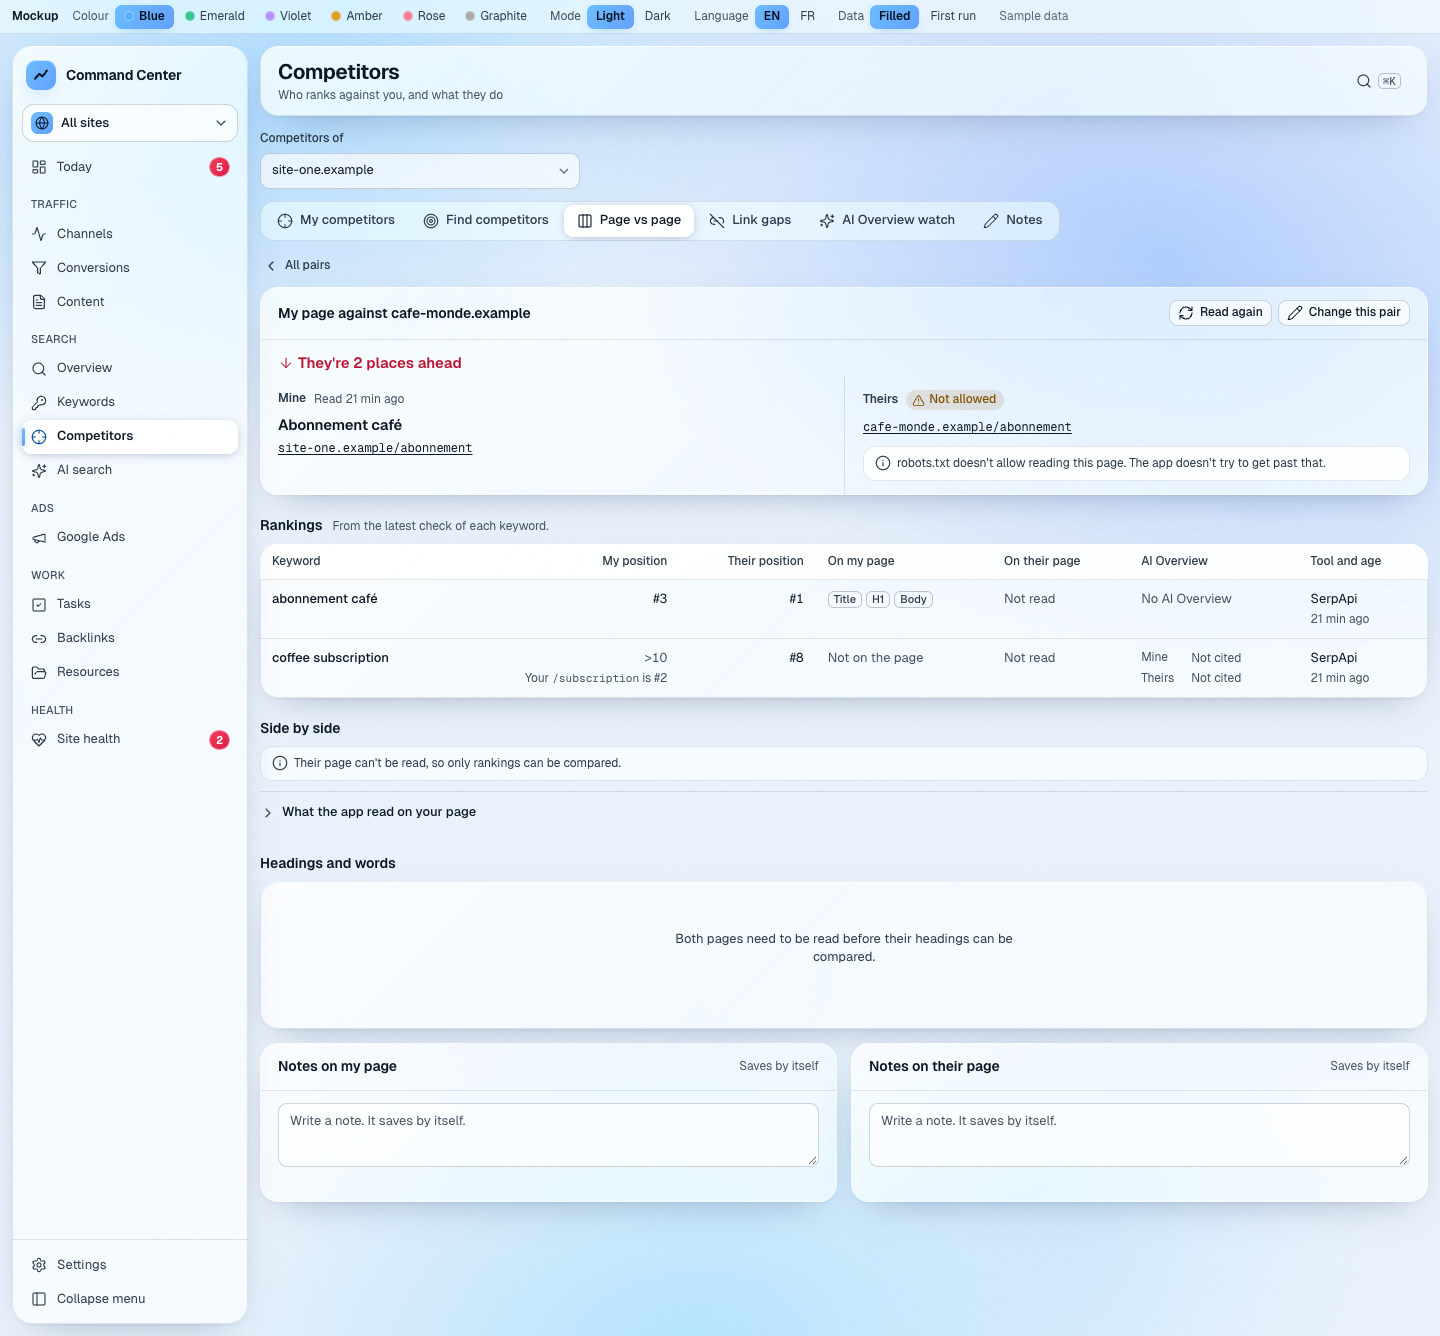 Mockup Colour Blue Emerald Violet Amber Rose Graphite Mode Light Dark Language EN FR Data Filled First run Sample data
Command Center
All sites
Today 5
TRAFFIC
Channels
Conversions
Content
SEARCH
Overview
Keywords
Competitors
AI search
ADS
Google Ads
WORK
Tasks
Backlinks
Resources
HEALTH
Site health 2
Settings
Collapse menu
Competitors
Who ranks against you, and what they do
⌘K
Competitors of
site-one.example
My competitors Find competitors Page vs page Link gaps AI Overview watch Notes
All pairs
My page against cafe-monde.example Read again Change this pair
They're 2 places ahead
Mine Read 21 min ago
Abonnement café
site-one.example/abonnement
Theirs Not allowed
cafe-monde.example/abonnement
robots.txt doesn't allow reading this page. The app doesn't try to get past that.
Rankings From the latest check of each keyword.
Keyword My position Their position On my page On their page AI Overview Tool and age
abonnement café #3 #1 Title H1 Body Not read No AI Overview SerpApi
21 min ago
coffee subscription >10 #8 Not on the page Not read Mine Not cited SerpApi
Your /subscription is #2 Theirs Not cited 21 min ago
Side by side
Their page can't be read, so only rankings can be compared.
What the app read on your page
Headings and words
Both pages need to be read before their headings can be
compared.
Notes on my page Saves by itself
Write a note. It saves by itself.
Notes on their page Saves by itself
Write a note. It saves by itself.